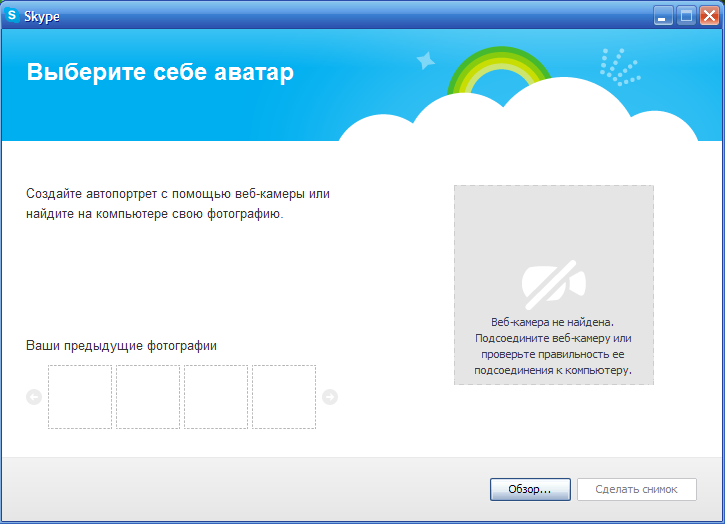 Skype
Выберите себе аватар
Создайте автопортрет с помощью веб-камеры или
найдите на компьютере свою фотографию.
Веб-камера не найдена.
Подсоедините веб-камеру или
проверьте правильность ее
подсоединения к компьютеру.
Ваши предыдущие фотографии
Обзор...
Сделать снимок